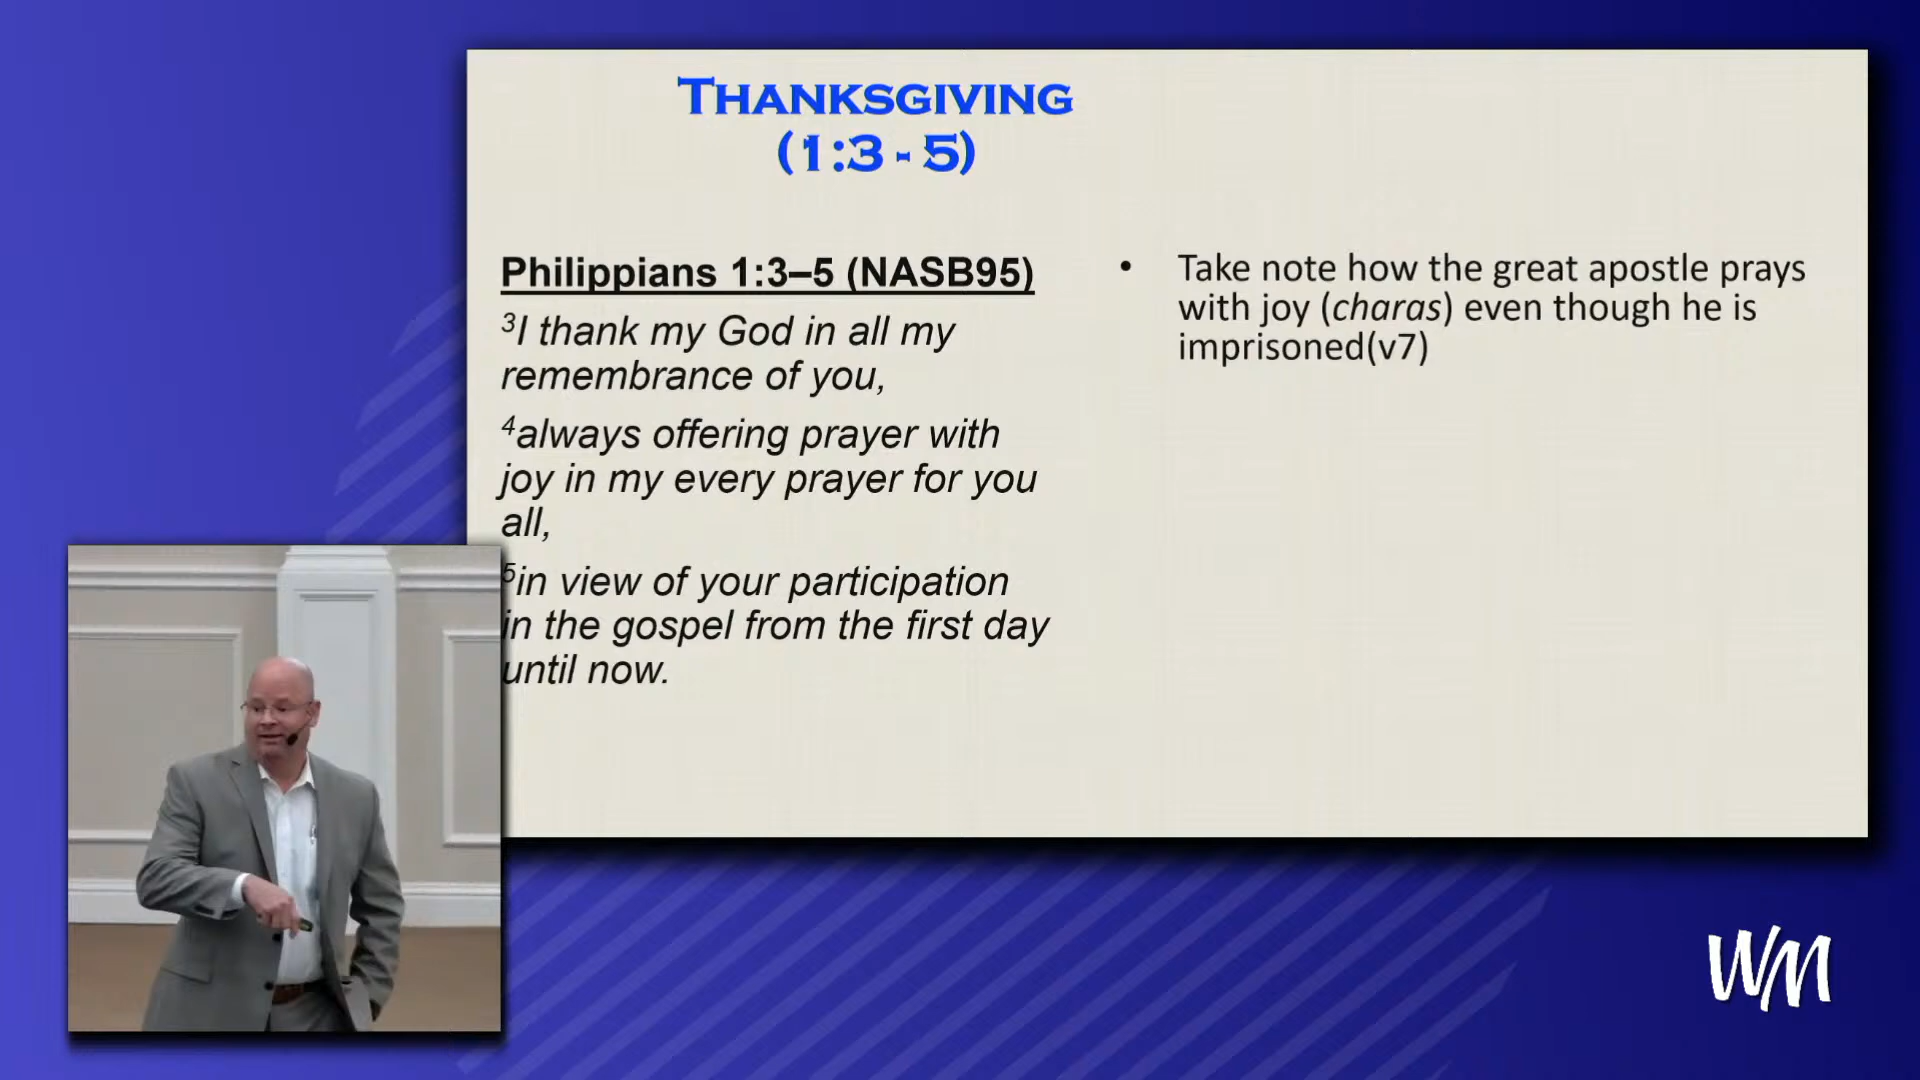 THANKSGIVING
(1:3 - 5)
Philippians 1:3–5 (NASB95)
3I thank my God in all my
remembrance of you,
4always offering prayer with
joy in my every prayer for you
all,
5in view of your participation
in the gospel from the first day
until now.
• Take note how the great apostle prays
with joy (charas) even though he is
imprisoned(v7)
WM